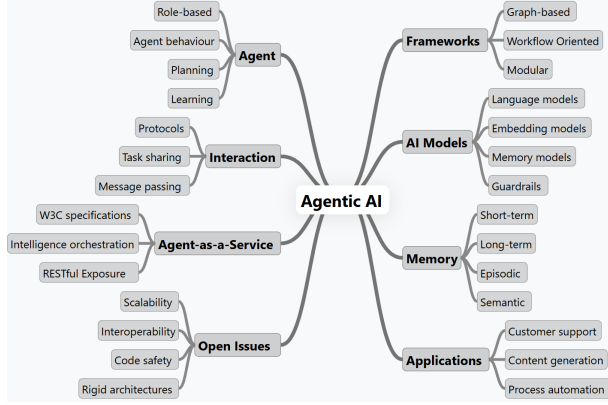 Agentic AI
Agent
Role-based
Agent behaviour
Planning
Learning
Interaction
Protocols
Task sharing
Message passing
Agent-as-a-Service
W3C specifications
Intelligence orchestration
RESTful Exposure
Open Issues
Scalability
Interoperability
Code safety
Rigid architectures
Frameworks
Graph-based
Workflow Oriented
Modular
AI Models
Language models
Embedding models
Memory models
Guardrails
Memory
Short-term
Long-term
Episodic
Semantic
Applications
Customer support
Content generation
Process automation